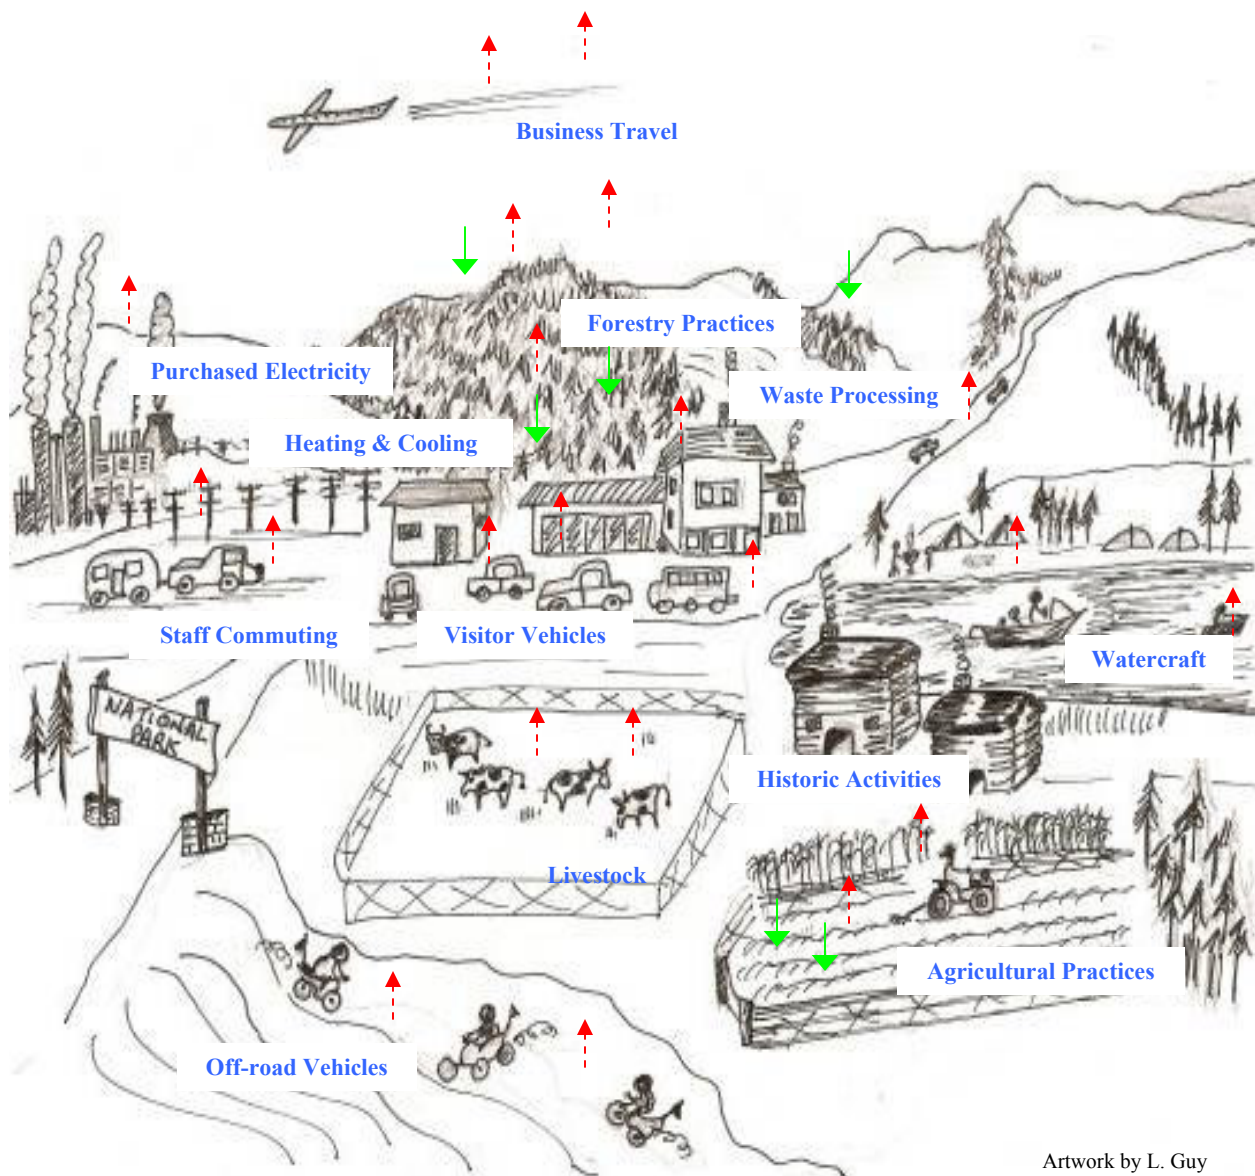 Business Travel
Forestry Practices
Purchased Electricity
Waste Processing
Heating & Cooling
Staff Commuting
Visitor Vehicles
Watercraft
NATIONAL
PARK
Historic Activities
Livestock
Agricultural Practices
Off-road Vehicles
Artwork by L. Guy